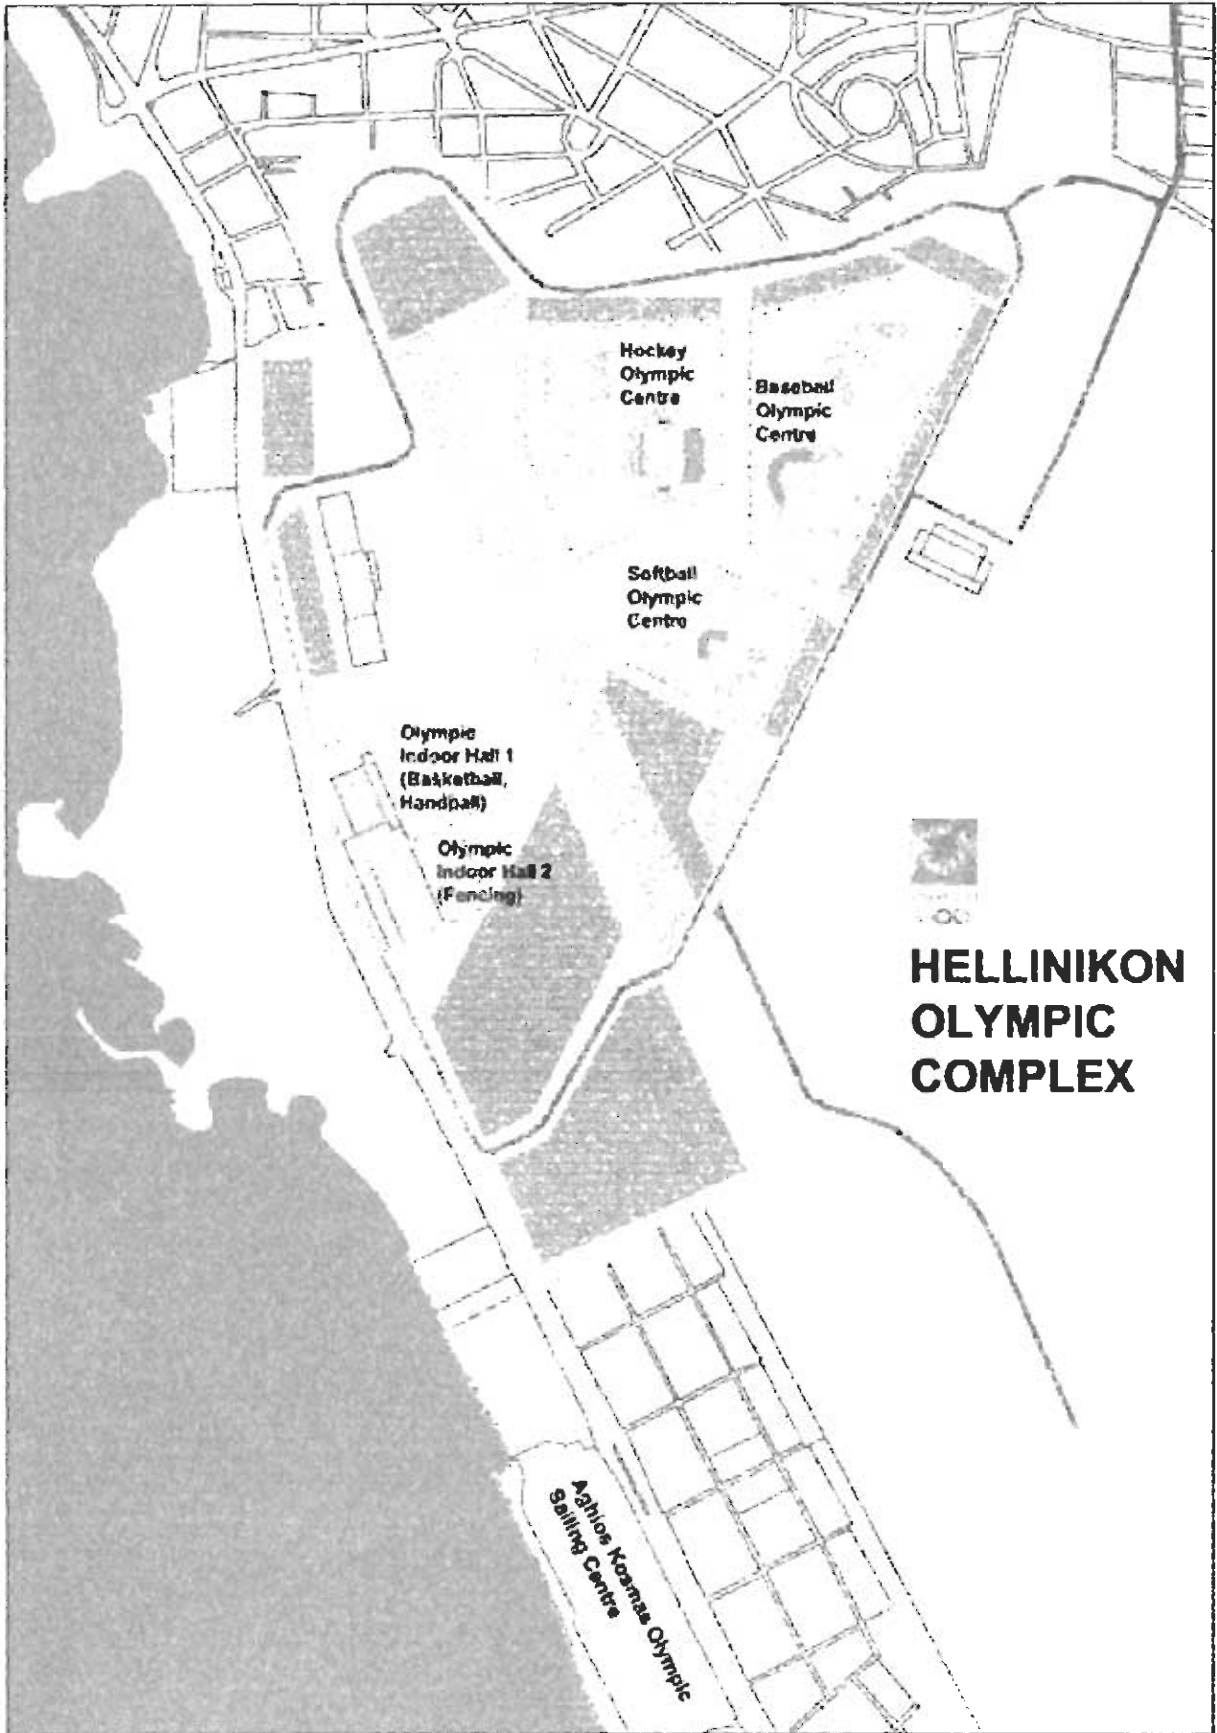 Hockey
Olympic
Centre
Baseball
Olympic
Centre
Softball
Olympic
Centre
Olympic
Indoor Hall 1
(Basketball,
Handball)
Olympic
Indoor Hall 2
(Fencing)
HELLINIKON
OLYMPIC
COMPLEX
Aghios Kosmas Olympic
Sailing Centre